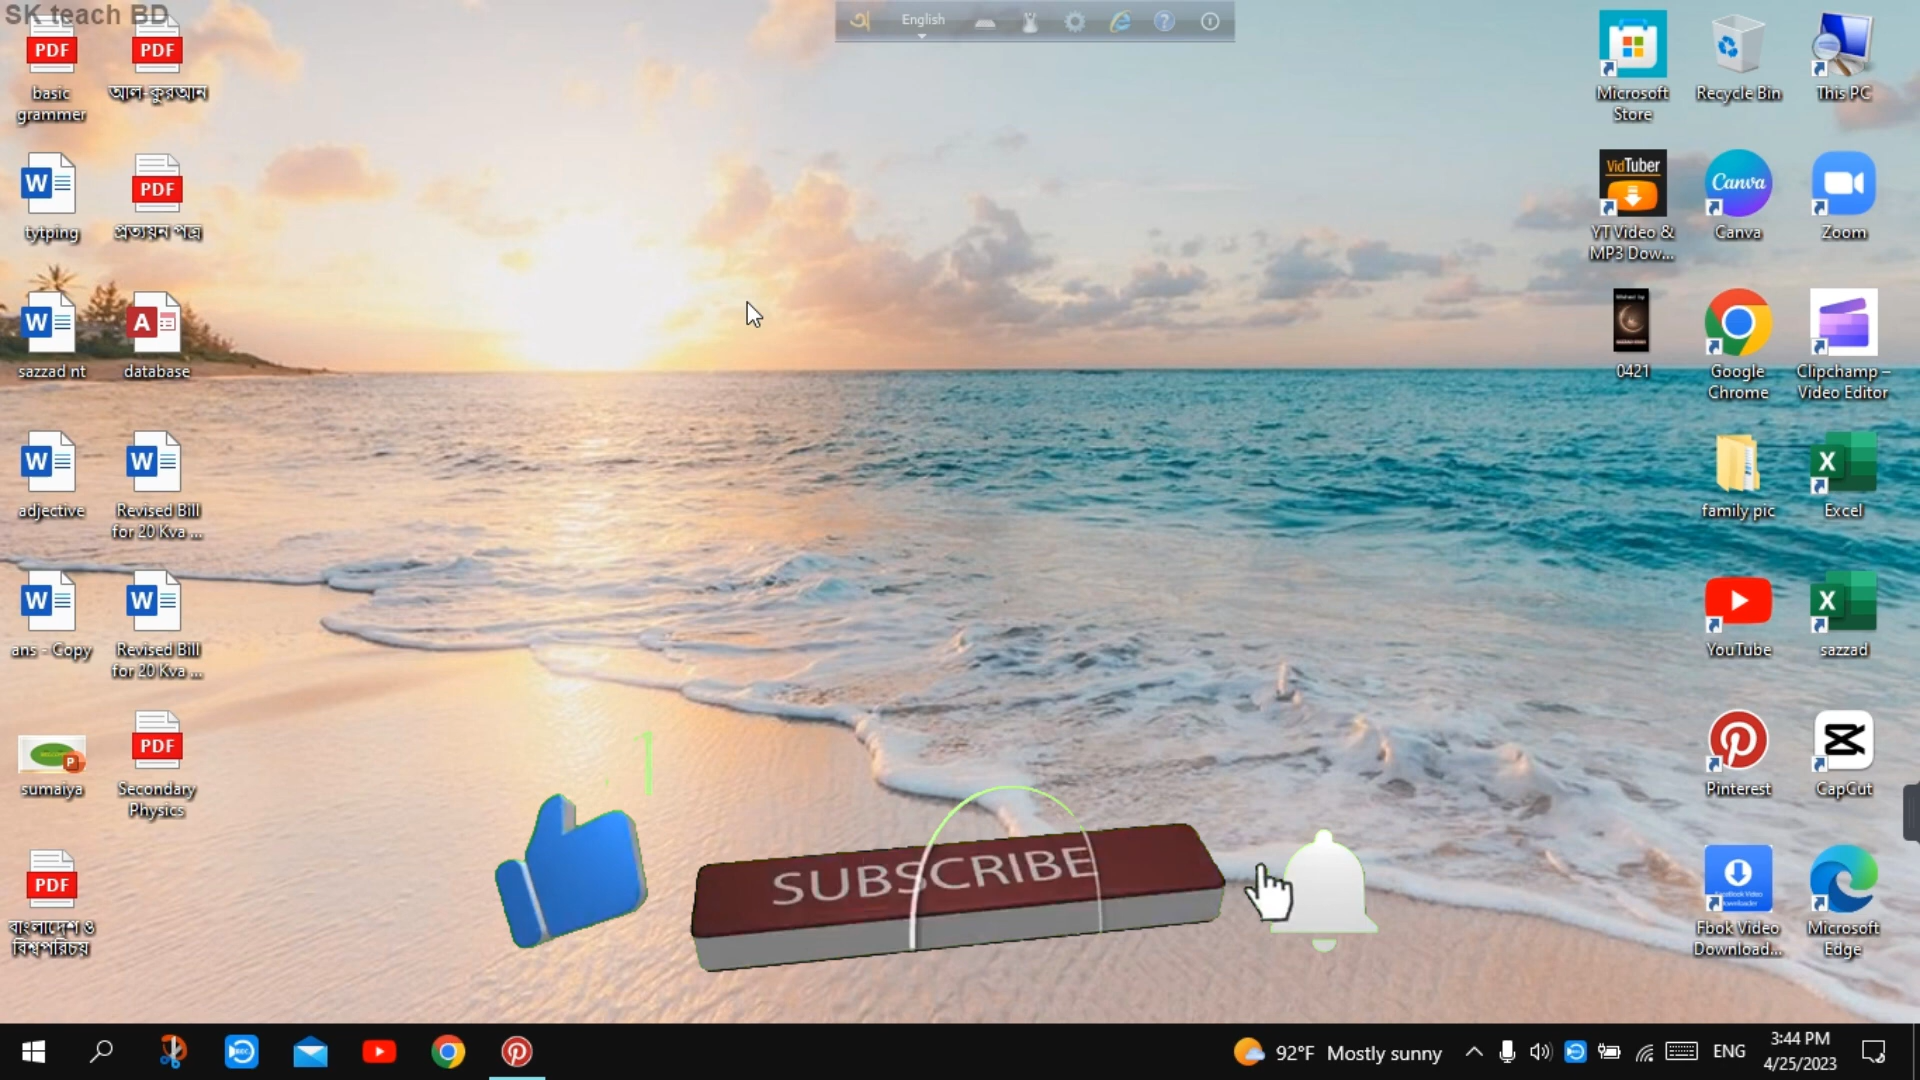 SK teach BD
English
PDF
basic
grammer
PDF
আল-কুরআন
W
tytping
PDF
প্রত্যয়ন পত্র
W
sazzad nt
A
database
W
adjective
W
Revised Bill
for 20 Kva ...
W
ans - Copy
W
Revised Bill
for 20 Kva ...
P
sumaiya
PDF
Secondary
Physics
PDF
বাংলাদেশ ও
বিশ্বপরিচয়
Microsoft
Store
Recycle Bin
This PC
VidTuber
YT Video &
MP3 Dow...
Canva
Canva
Zoom
0421
Google
Chrome
Clipchamp –
Video Editor
family pic
X
Excel
YouTube
X
sazzad
Pinterest
CapCut
Fbok Video
Download...
Microsoft
Edge
1
SUBSCRIBE
REC
92°F Mostly sunny
ENG
3:44 PM
4/25/2023